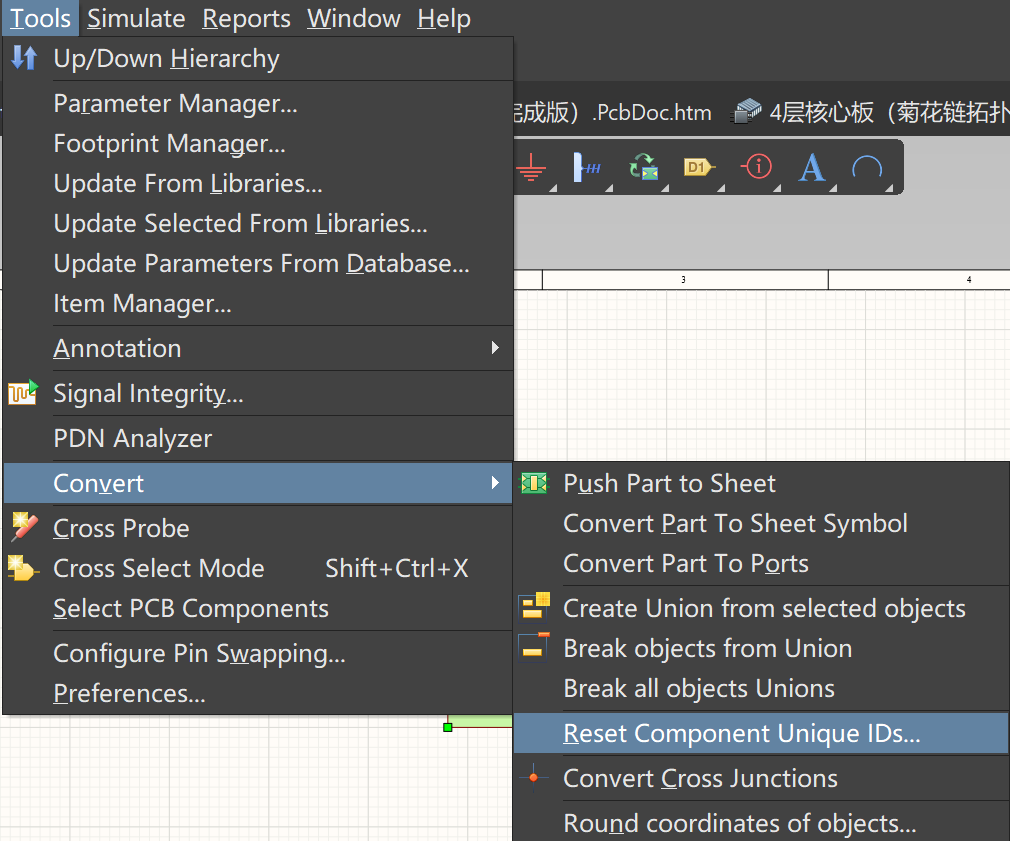 Tools Simulate Reports Window Help
Up/Down Hierarchy
完成版）.PcbDoc.htm 4层核心板（菊花链拓扑
Parameter Manager...
Footprint Manager...
D1
A
Update From Libraries...
Update Selected From Libraries...
Update Parameters From Database...
3 4
Item Manager...
Annotation
Signal Integrity...
PDN Analyzer
Convert
Cross Probe
Cross Select Mode Shift+Ctrl+X
Select PCB Components
Configure Pin Swapping...
Preferences...
Push Part to Sheet
Convert Part To Sheet Symbol
Convert Part To Ports
Create Union from selected objects
Break objects from Union
Break all objects Unions
Reset Component Unique IDs...
Convert Cross Junctions
Round coordinates of objects...